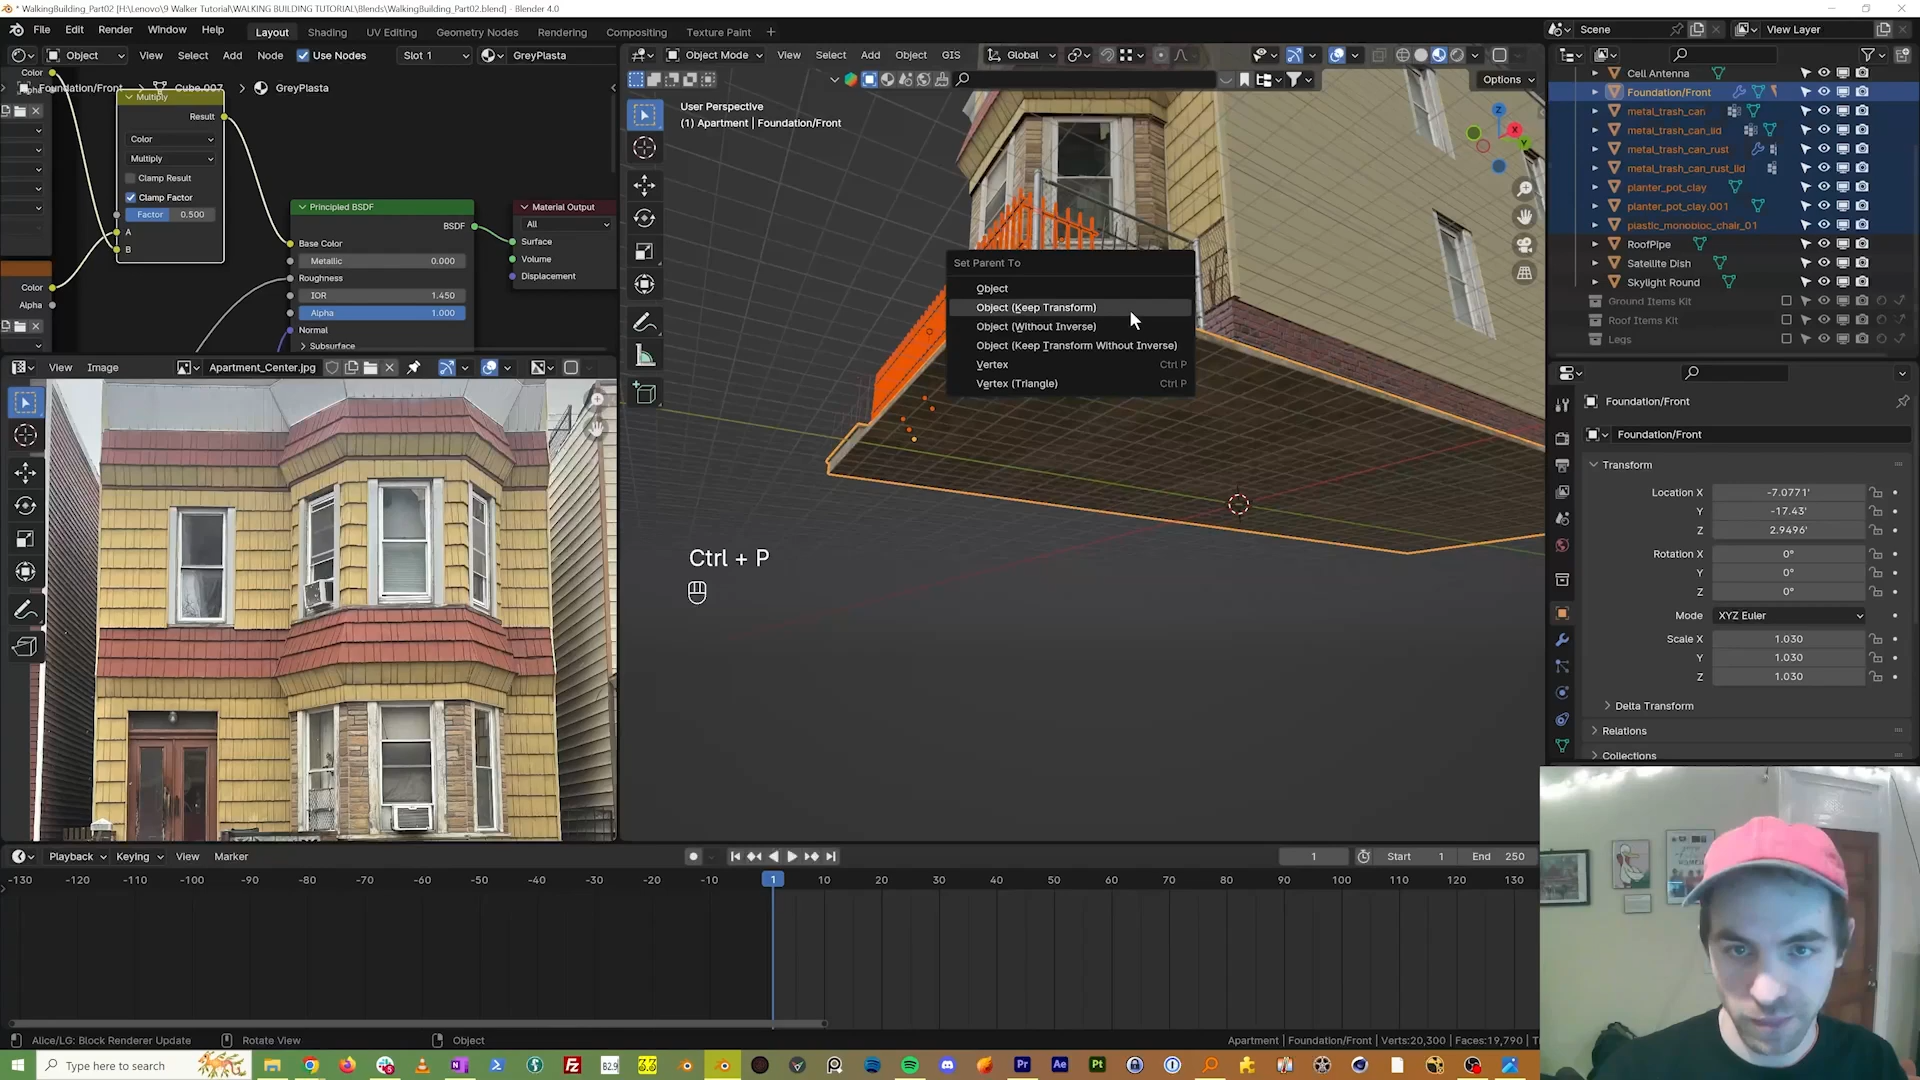 * WalkingBuilding_Part02 [H:\Lenovo\9 Walker Tutorial\WALKING BUILDING TUTORIAL\Blends\WalkingBuilding_Part02.blend] - Blender 4.0
File Edit Render Window Help Layout Shading UV Editing Geometry Nodes Rendering Compositing Texture Paint Scene View Layer
Object View Select Add Node Use Nodes Slot 1 GreyPlasta
Object Mode View Select Add Object GIS Global
Options
Foundation/Front Cube.007 GreyPlasta
Color
Multiply
Result
Color
Multiply
Clamp Result
Clamp Factor
Factor 0.500
A
B
Color
Alpha
Principled BSDF
BSDF
Base Color
Metallic 0.000
Roughness
IOR 1.450
Alpha 1.000
Normal
Subsurface
Material Output
All
Surface
Volume
Displacement
View Image Apartment_Center.jpg
User Perspective
(1) Apartment | Foundation/Front
Set Parent To
Object
Object (Keep Transform)
Object (Without Inverse)
Object (Keep Transform Without Inverse)
Vertex Ctrl P
Vertex (Triangle) Ctrl P
Ctrl + P
Z
X
Y
Cell Antenna
Foundation/Front
metal_trash_can
metal_trash_can_lid
metal_trash_can_rust
metal_trash_can_rust_lid
planter_pot_clay
planter_pot_clay.001
plastic_monobloc_chair_01
RoofPipe
Satellite Dish
Skylight Round
Ground Items Kit
Roof Items Kit
Legs
Foundation/Front
Foundation/Front
Transform
Location X -7.0771'
Y -17.43'
Z 2.9496'
Rotation X 0°
Y 0°
Z 0°
Mode XYZ Euler
Scale X 1.030
Y 1.030
Z 1.030
Delta Transform
Relations
Collections
Playback Keying View Marker 1 Start 1 End 250
-130 -120 -110 -100 -90 -80 -70 -60 -50 -40 -30 -20 -10 1 10 20 30 40 50 60 70 80 90 100 110 120 130
Alice/LG: Block Renderer Update Rotate View Object Apartment | Foundation/Front | Verts:20,300 | Faces:19,790 | T
Type here to search
B2.9
3.3
Pr
Ae
Pt